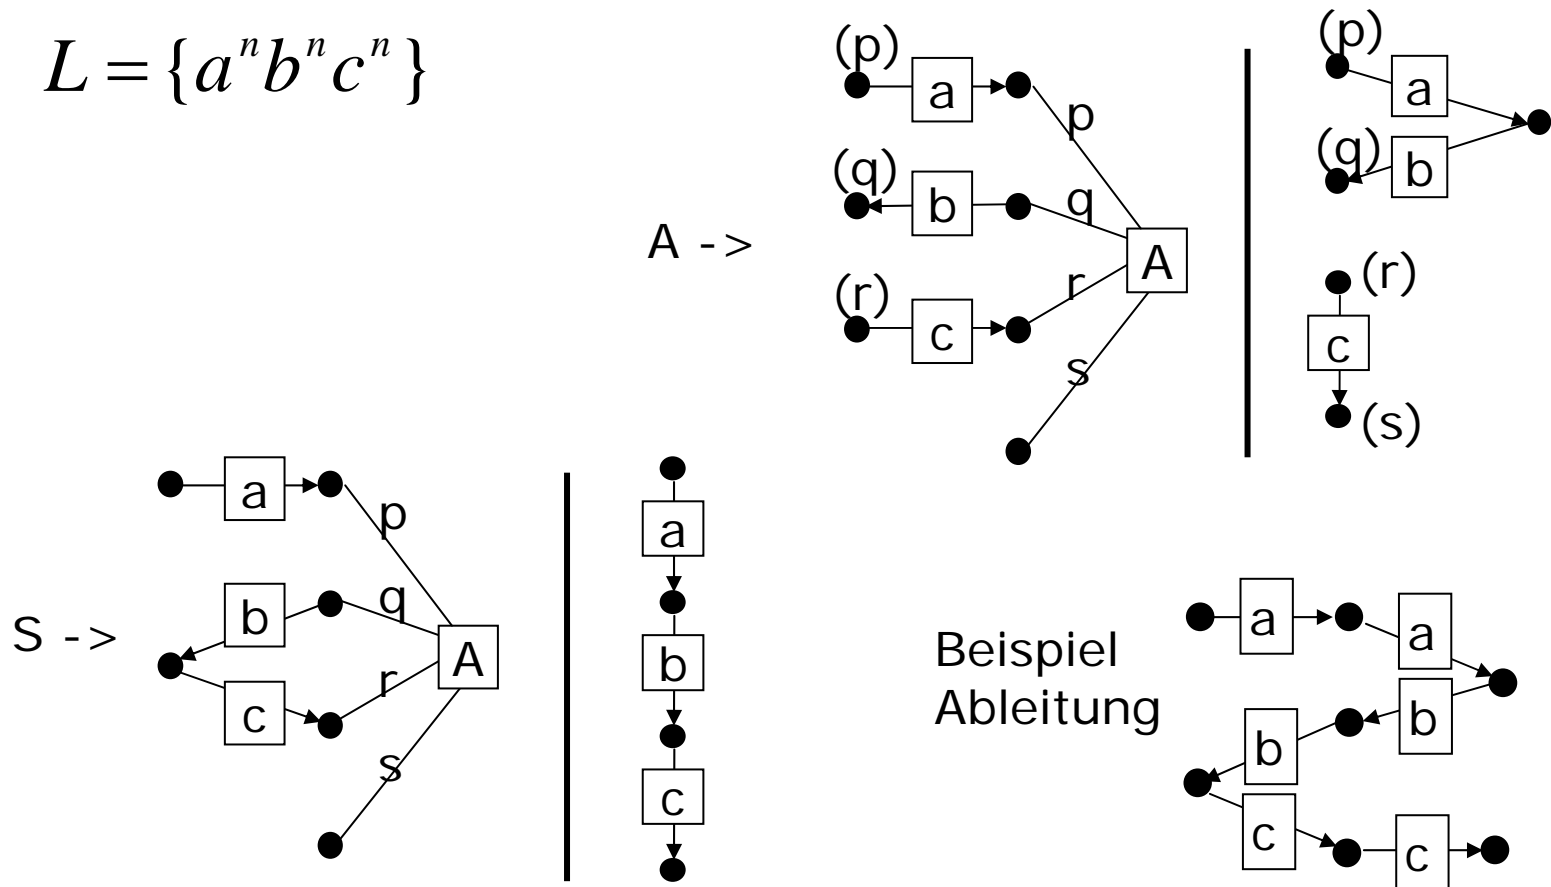 L = {a^n b^n c^n}
A ->
(p)
a
p
(q)
b
q
A
(r)
c
r
s
(p)
a
(q)
b
(r)
c
(s)
S ->
a
p
b
q
A
c
r
s
a
b
c
Beispiel
Ableitung
a
a
b
b
c
c